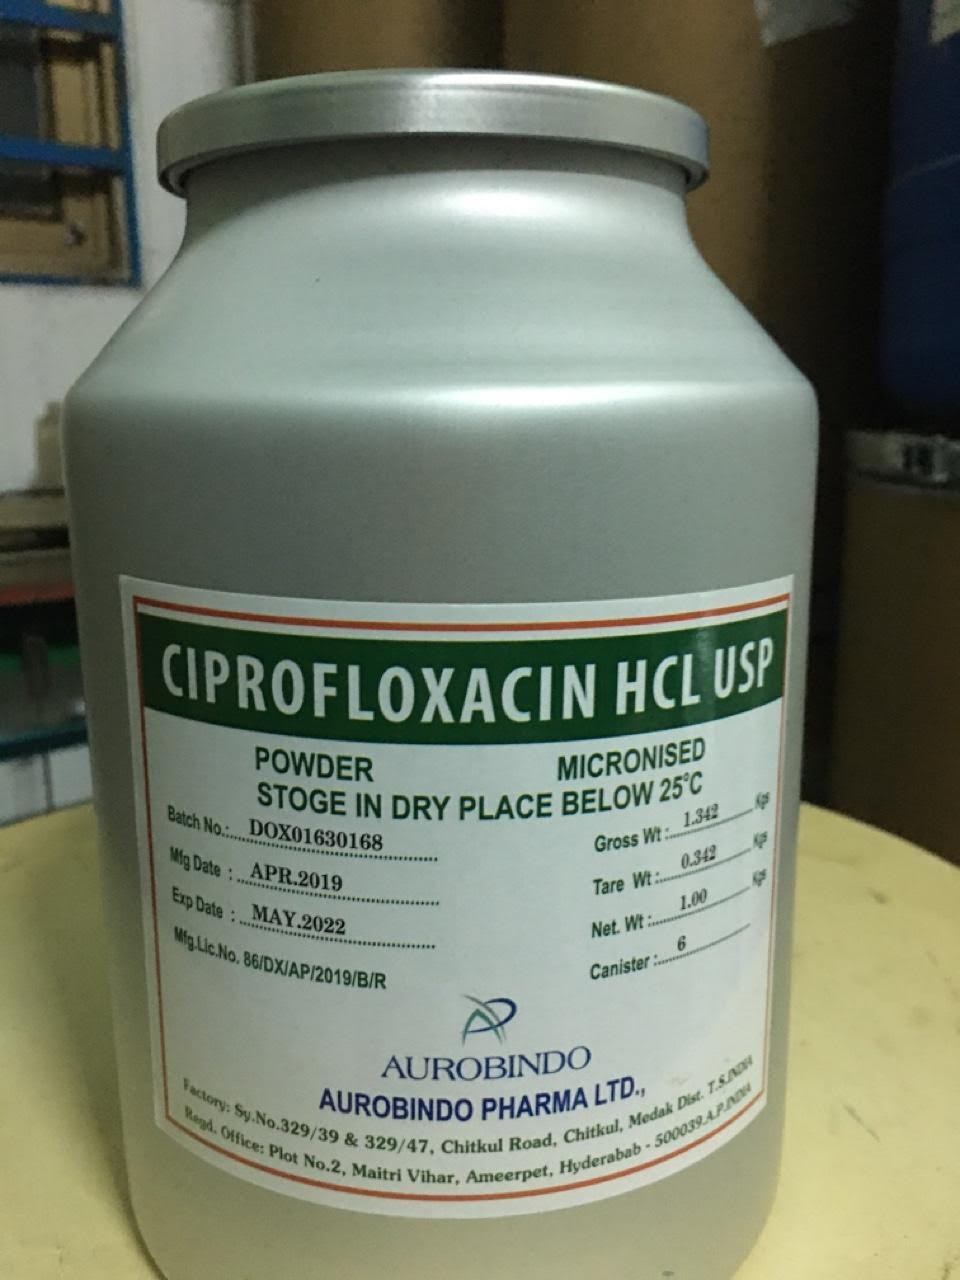 CIPROFLOXACIN HCL USP
POWDER MICRONISED
STOGE IN DRY PLACE BELOW 25°C
Batch No.:.....DOX01630168
Mfg Date : ...APR.2019
Exp Date : ...MAY.2022
Mfg.Lic.No. 86/DX/AP/2019/B/R
Gross Wt :....1.342 Kgs
Tare Wt :.....0.342 Kgs
Net. Wt :......1.00 Kgs
Canister :.....6
AUROBINDO
AUROBINDO PHARMA LTD.,
Factory: Sy.No.329/39 & 329/47, Chitkul Road, Chitkul, Medak Dist. T.S.INDIA
Regd. Office: Plot No.2, Maitri Vihar, Ameerpet, Hyderabab - 500039.A.P.INDIA